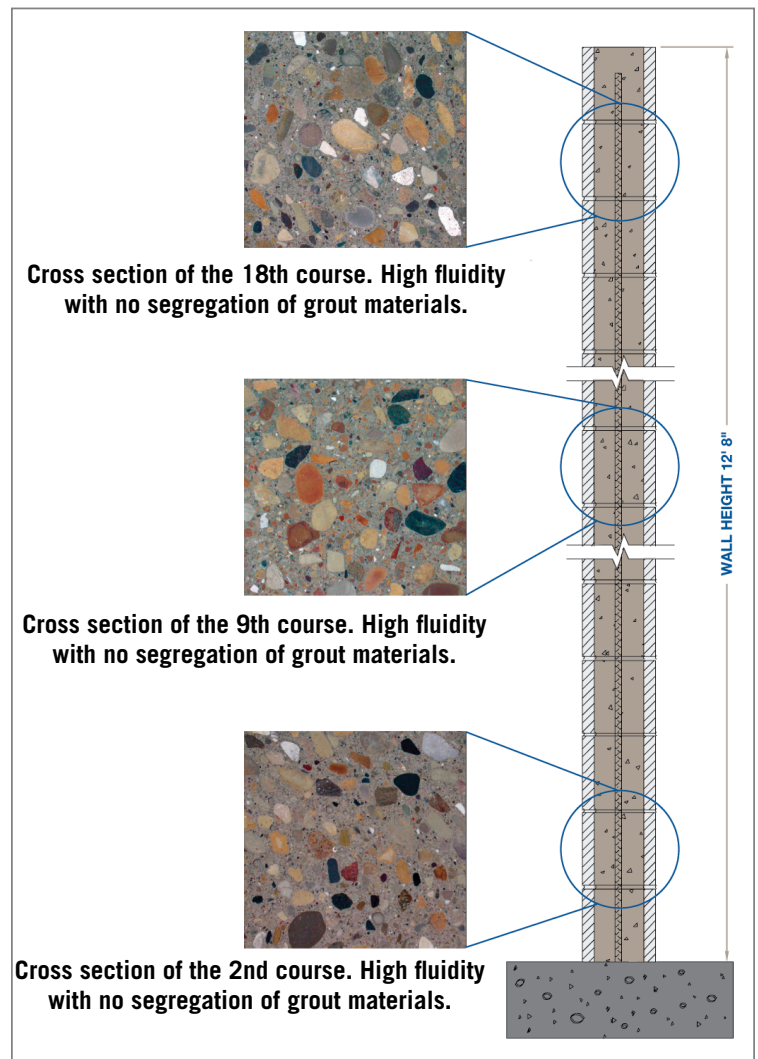 Cross section of the 18th course. High fluidity
with no segregation of grout materials.
Cross section of the 9th course. High fluidity
with no segregation of grout materials.
Cross section of the 2nd course. High fluidity
with no segregation of grout materials.
WALL HEIGHT 12' 8"